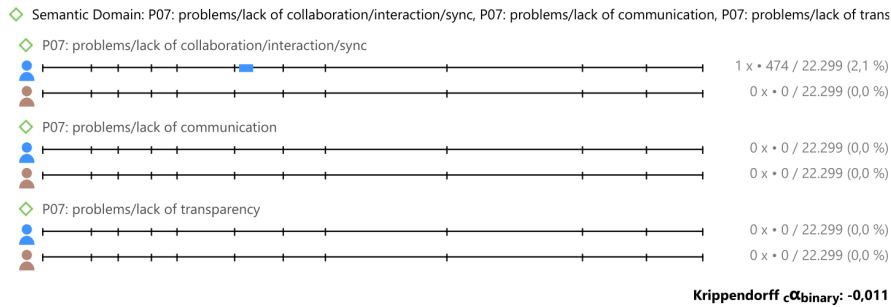 Semantic Domain: P07: problems/lack of collaboration/interaction/sync, P07: problems/lack of communication, P07: problems/lack of trans
P07: problems/lack of collaboration/interaction/sync
1 x • 474 / 22.299 (2,1 %)
0 x • 0 / 22.299 (0,0 %)
P07: problems/lack of communication
0 x • 0 / 22.299 (0,0 %)
0 x • 0 / 22.299 (0,0 %)
P07: problems/lack of transparency
0 x • 0 / 22.299 (0,0 %)
0 x • 0 / 22.299 (0,0 %)
Krippendorff cαbinary: -0,011